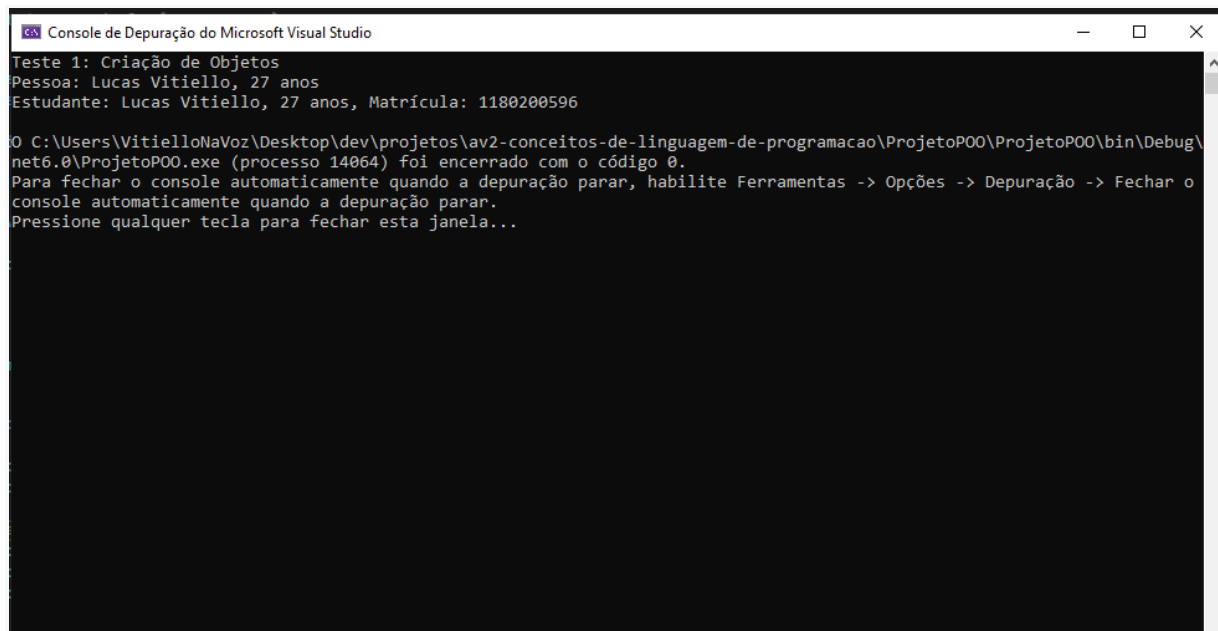 Console de Depuração do Microsoft Visual Studio
Teste 1: Criação de Objetos
Pessoa: Lucas Vitiello, 27 anos
Estudante: Lucas Vitiello, 27 anos, Matrícula: 1180200596
O C:\Users\VitielloNaVoz\Desktop\dev\projetos\av2-conceitos-de-linguagem-de-programacao\ProjetoPOO\ProjetoPOO\bin\Debug\
net6.0\ProjetoPOO.exe (processo 14064) foi encerrado com o código 0.
Para fechar o console automaticamente quando a depuração parar, habilite Ferramentas -> Opções -> Depuração -> Fechar o
console automaticamente quando a depuração parar.
Pressione qualquer tecla para fechar esta janela...